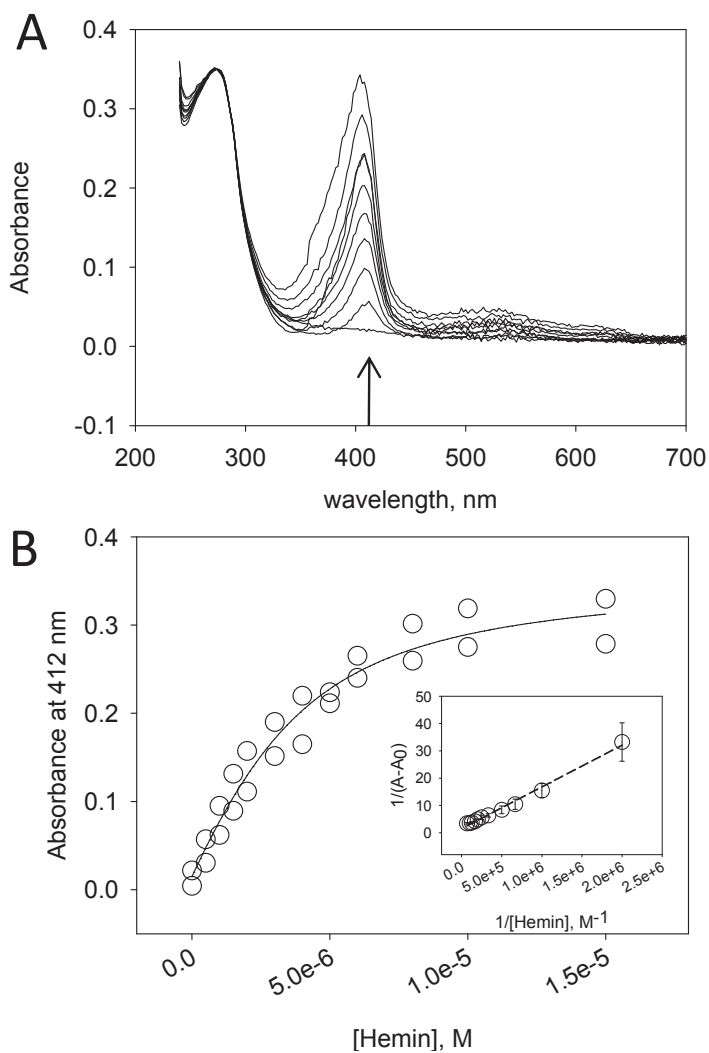 A
0.4
0.3
0.2
0.1
0.0
-0.1
Absorbance
200 300 400 500 600 700
wavelength, nm
B
0.4
0.3
0.2
0.1
0.0
Absorbance at 412 nm
50
40
30
20
10
0
1/(A-A0)
0.0 5.0e+5 1.0e+6 1.5e+6 2.0e+6 2.5e+6
1/[Hemin], M-1
0.0 5.0e-6 1.0e-5 1.5e-5
[Hemin], M